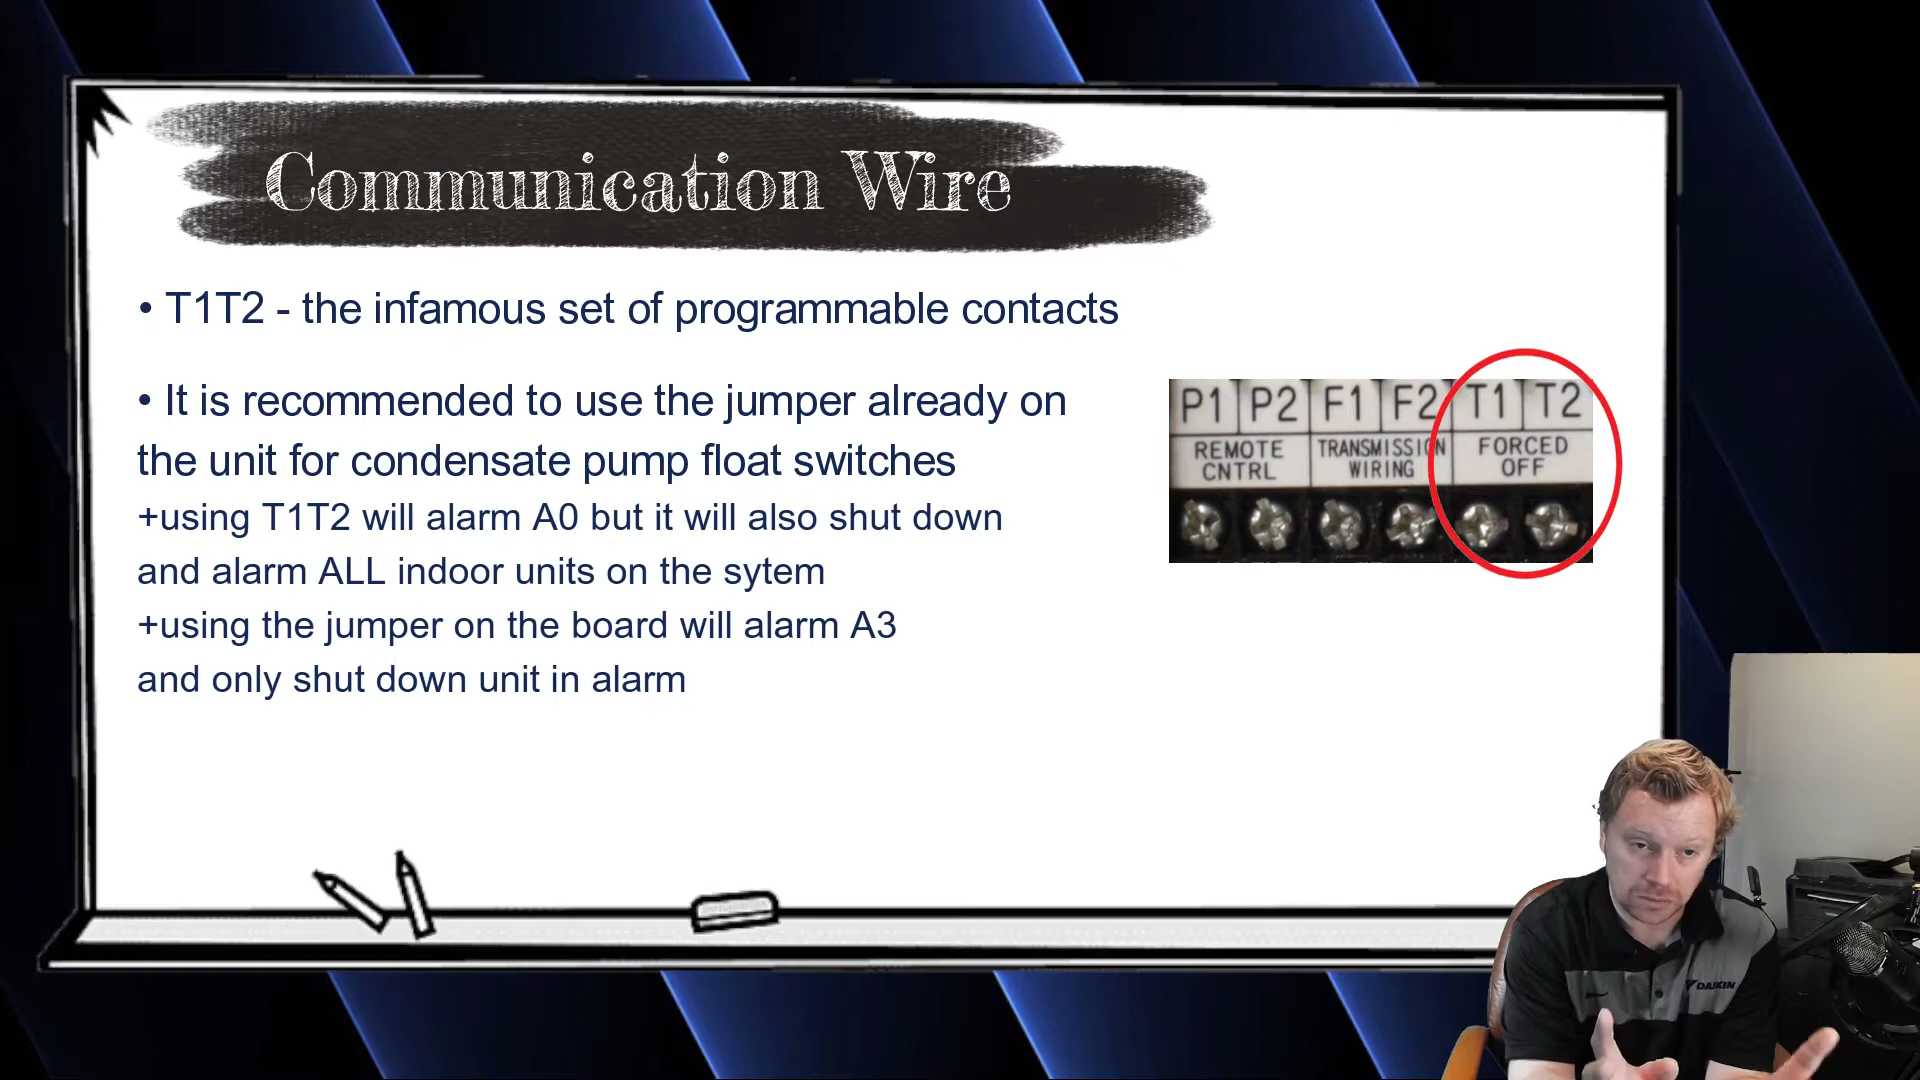 Communication Wire
• T1T2 - the infamous set of programmable contacts
• It is recommended to use the jumper already on
the unit for condensate pump float switches
+using T1T2 will alarm A0 but it will also shut down
and alarm ALL indoor units on the sytem
+using the jumper on the board will alarm A3
and only shut down unit in alarm
P1 P2 F1 F2 T1 T2
REMOTE CNTRL
TRANSMISSION WIRING
FORCED OFF
DAIKIN